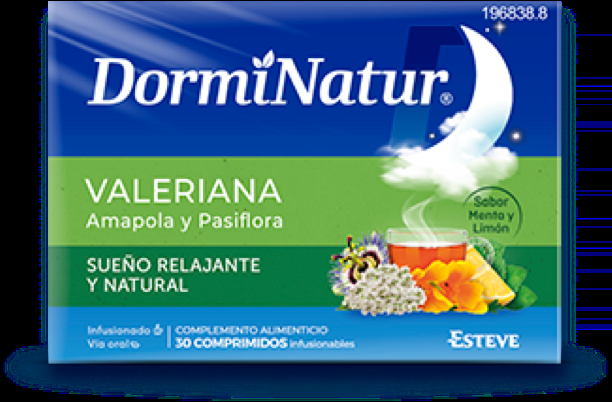 196838.8
DormiNatur®
VALERIANA
Amapola y Pasiflora
Sabor
Menta y
Limón
SUEÑO RELAJANTE
Y NATURAL
Infusionado
Vía oral
COMPLEMENTO ALIMENTICIO
30 COMPRIMIDOS infusionables
ESTEVE